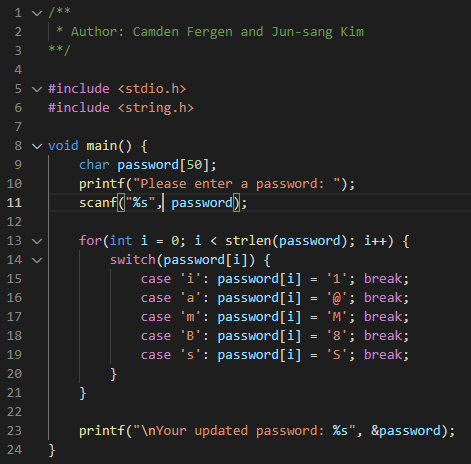 1 /**
2  * Author: Camden Fergen and Jun-sang Kim
3 **/
4
5 #include <stdio.h>
6 #include <string.h>
7
8 void main() {
9     char password[50];
10     printf("Please enter a password: ");
11     scanf("%s", password);
12
13     for(int i = 0; i < strlen(password); i++) {
14         switch(password[i]) {
15             case 'i': password[i] = '1'; break;
16             case 'a': password[i] = '@'; break;
17             case 'm': password[i] = 'M'; break;
18             case 'B': password[i] = '8'; break;
19             case 's': password[i] = 'S'; break;
20         }
21     }
22
23     printf("\nYour updated password: %s", &password);
24 }